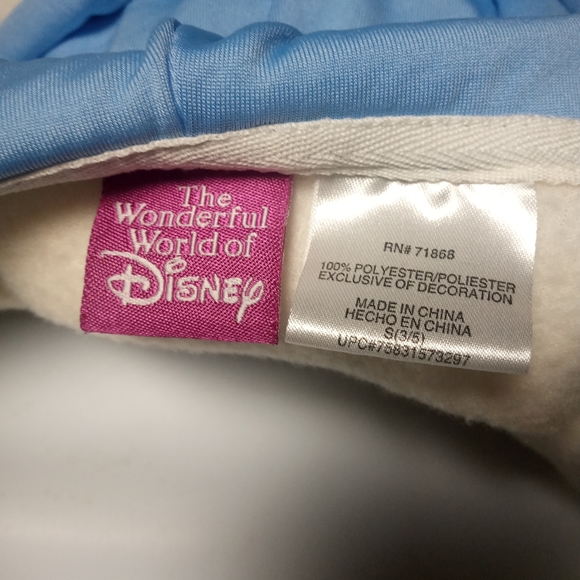 The
Wonderful
World of
Disney
RN# 71868
100% POLYESTER/POLIESTER
EXCLUSIVE OF DECORATION
MADE IN CHINA
HECHO EN CHINA
S(3/5)
UPC#75831573297